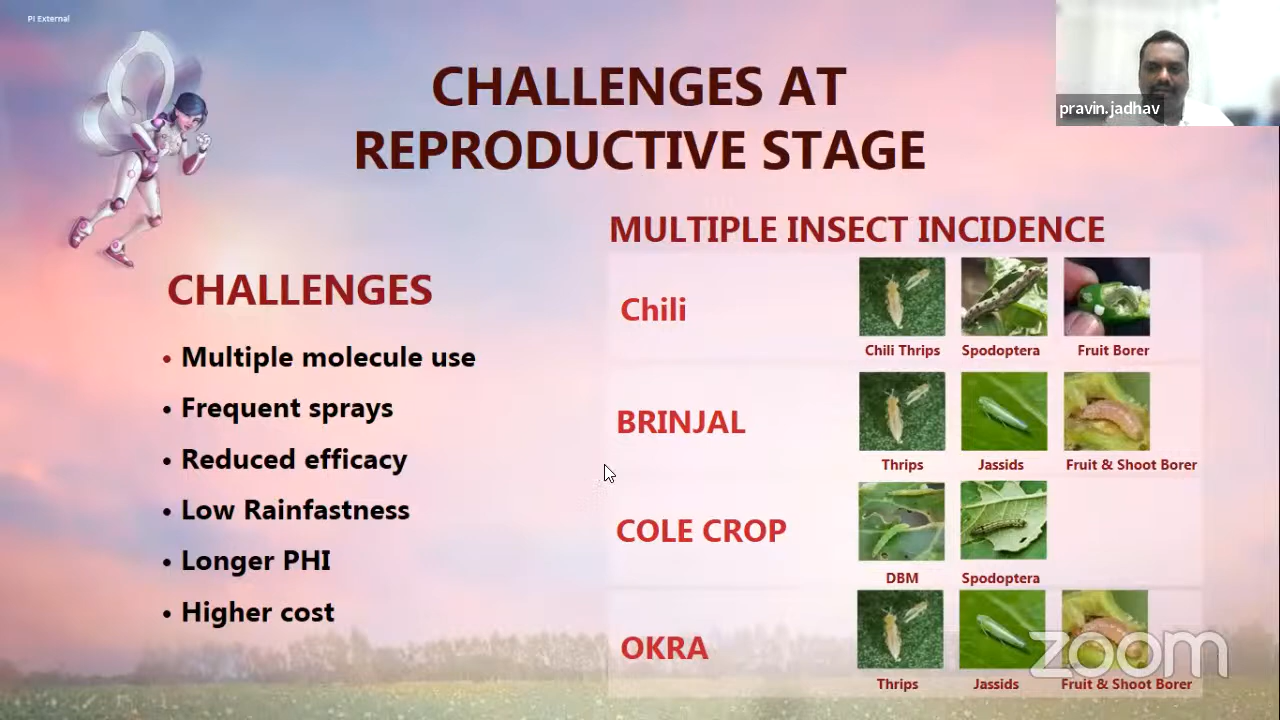 PI External
pravin.jadhav
CHALLENGES AT
REPRODUCTIVE STAGE
CHALLENGES
• Multiple molecule use
• Frequent sprays
• Reduced efficacy
• Low Rainfastness
• Longer PHI
• Higher cost
MULTIPLE INSECT INCIDENCE
Chili
Chili Thrips Spodoptera Fruit Borer
BRINJAL
Thrips Jassids Fruit & Shoot Borer
COLE CROP
DBM Spodoptera
OKRA
Thrips Jassids Fruit & Shoot Borer
zoom